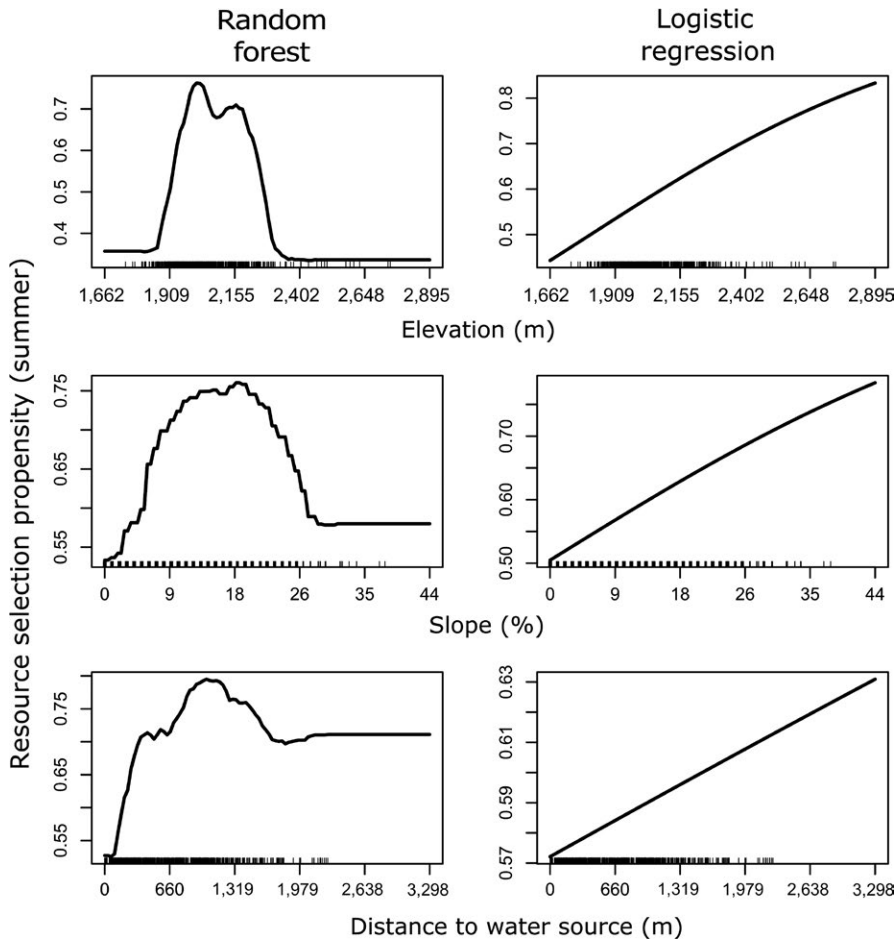 Random
forest
Logistic
regression
Resource selection propensity (summer)
0.4 0.5 0.6 0.7
1,662 1,909 2,155 2,402 2,648 2,895
0.5 0.6 0.7 0.8
1,662 1,909 2,155 2,402 2,648 2,895
Elevation (m)
0.55 0.65 0.75
0 9 18 26 35 44
0.50 0.60 0.70
0 9 18 26 35 44
Slope (%)
0.55 0.65 0.75
0 660 1,319 1,979 2,638 3,298
0.57 0.59 0.61 0.63
0 660 1,319 1,979 2,638 3,298
Distance to water source (m)